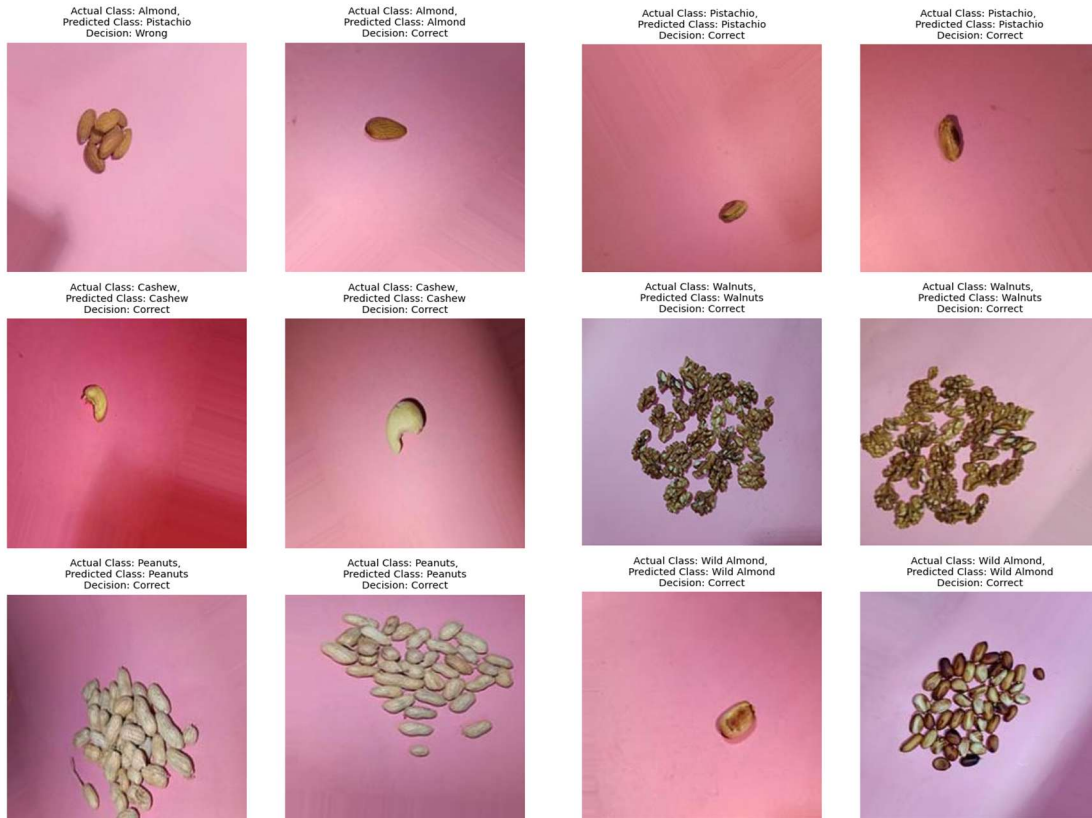 Actual Class: Almond,
Predicted Class: Pistachio
Decision: Wrong
Actual Class: Almond,
Predicted Class: Almond
Decision: Correct
Actual Class: Pistachio,
Predicted Class: Pistachio
Decision: Correct
Actual Class: Pistachio,
Predicted Class: Pistachio
Decision: Correct
Actual Class: Cashew,
Predicted Class: Cashew
Decision: Correct
Actual Class: Cashew,
Predicted Class: Cashew
Decision: Correct
Actual Class: Walnuts,
Predicted Class: Walnuts
Decision: Correct
Actual Class: Walnuts,
Predicted Class: Walnuts
Decision: Correct
Actual Class: Peanuts,
Predicted Class: Peanuts
Decision: Correct
Actual Class: Peanuts,
Predicted Class: Peanuts
Decision: Correct
Actual Class: Wild Almond,
Predicted Class: Wild Almond
Decision: Correct
Actual Class: Wild Almond,
Predicted Class: Wild Almond
Decision: Correct